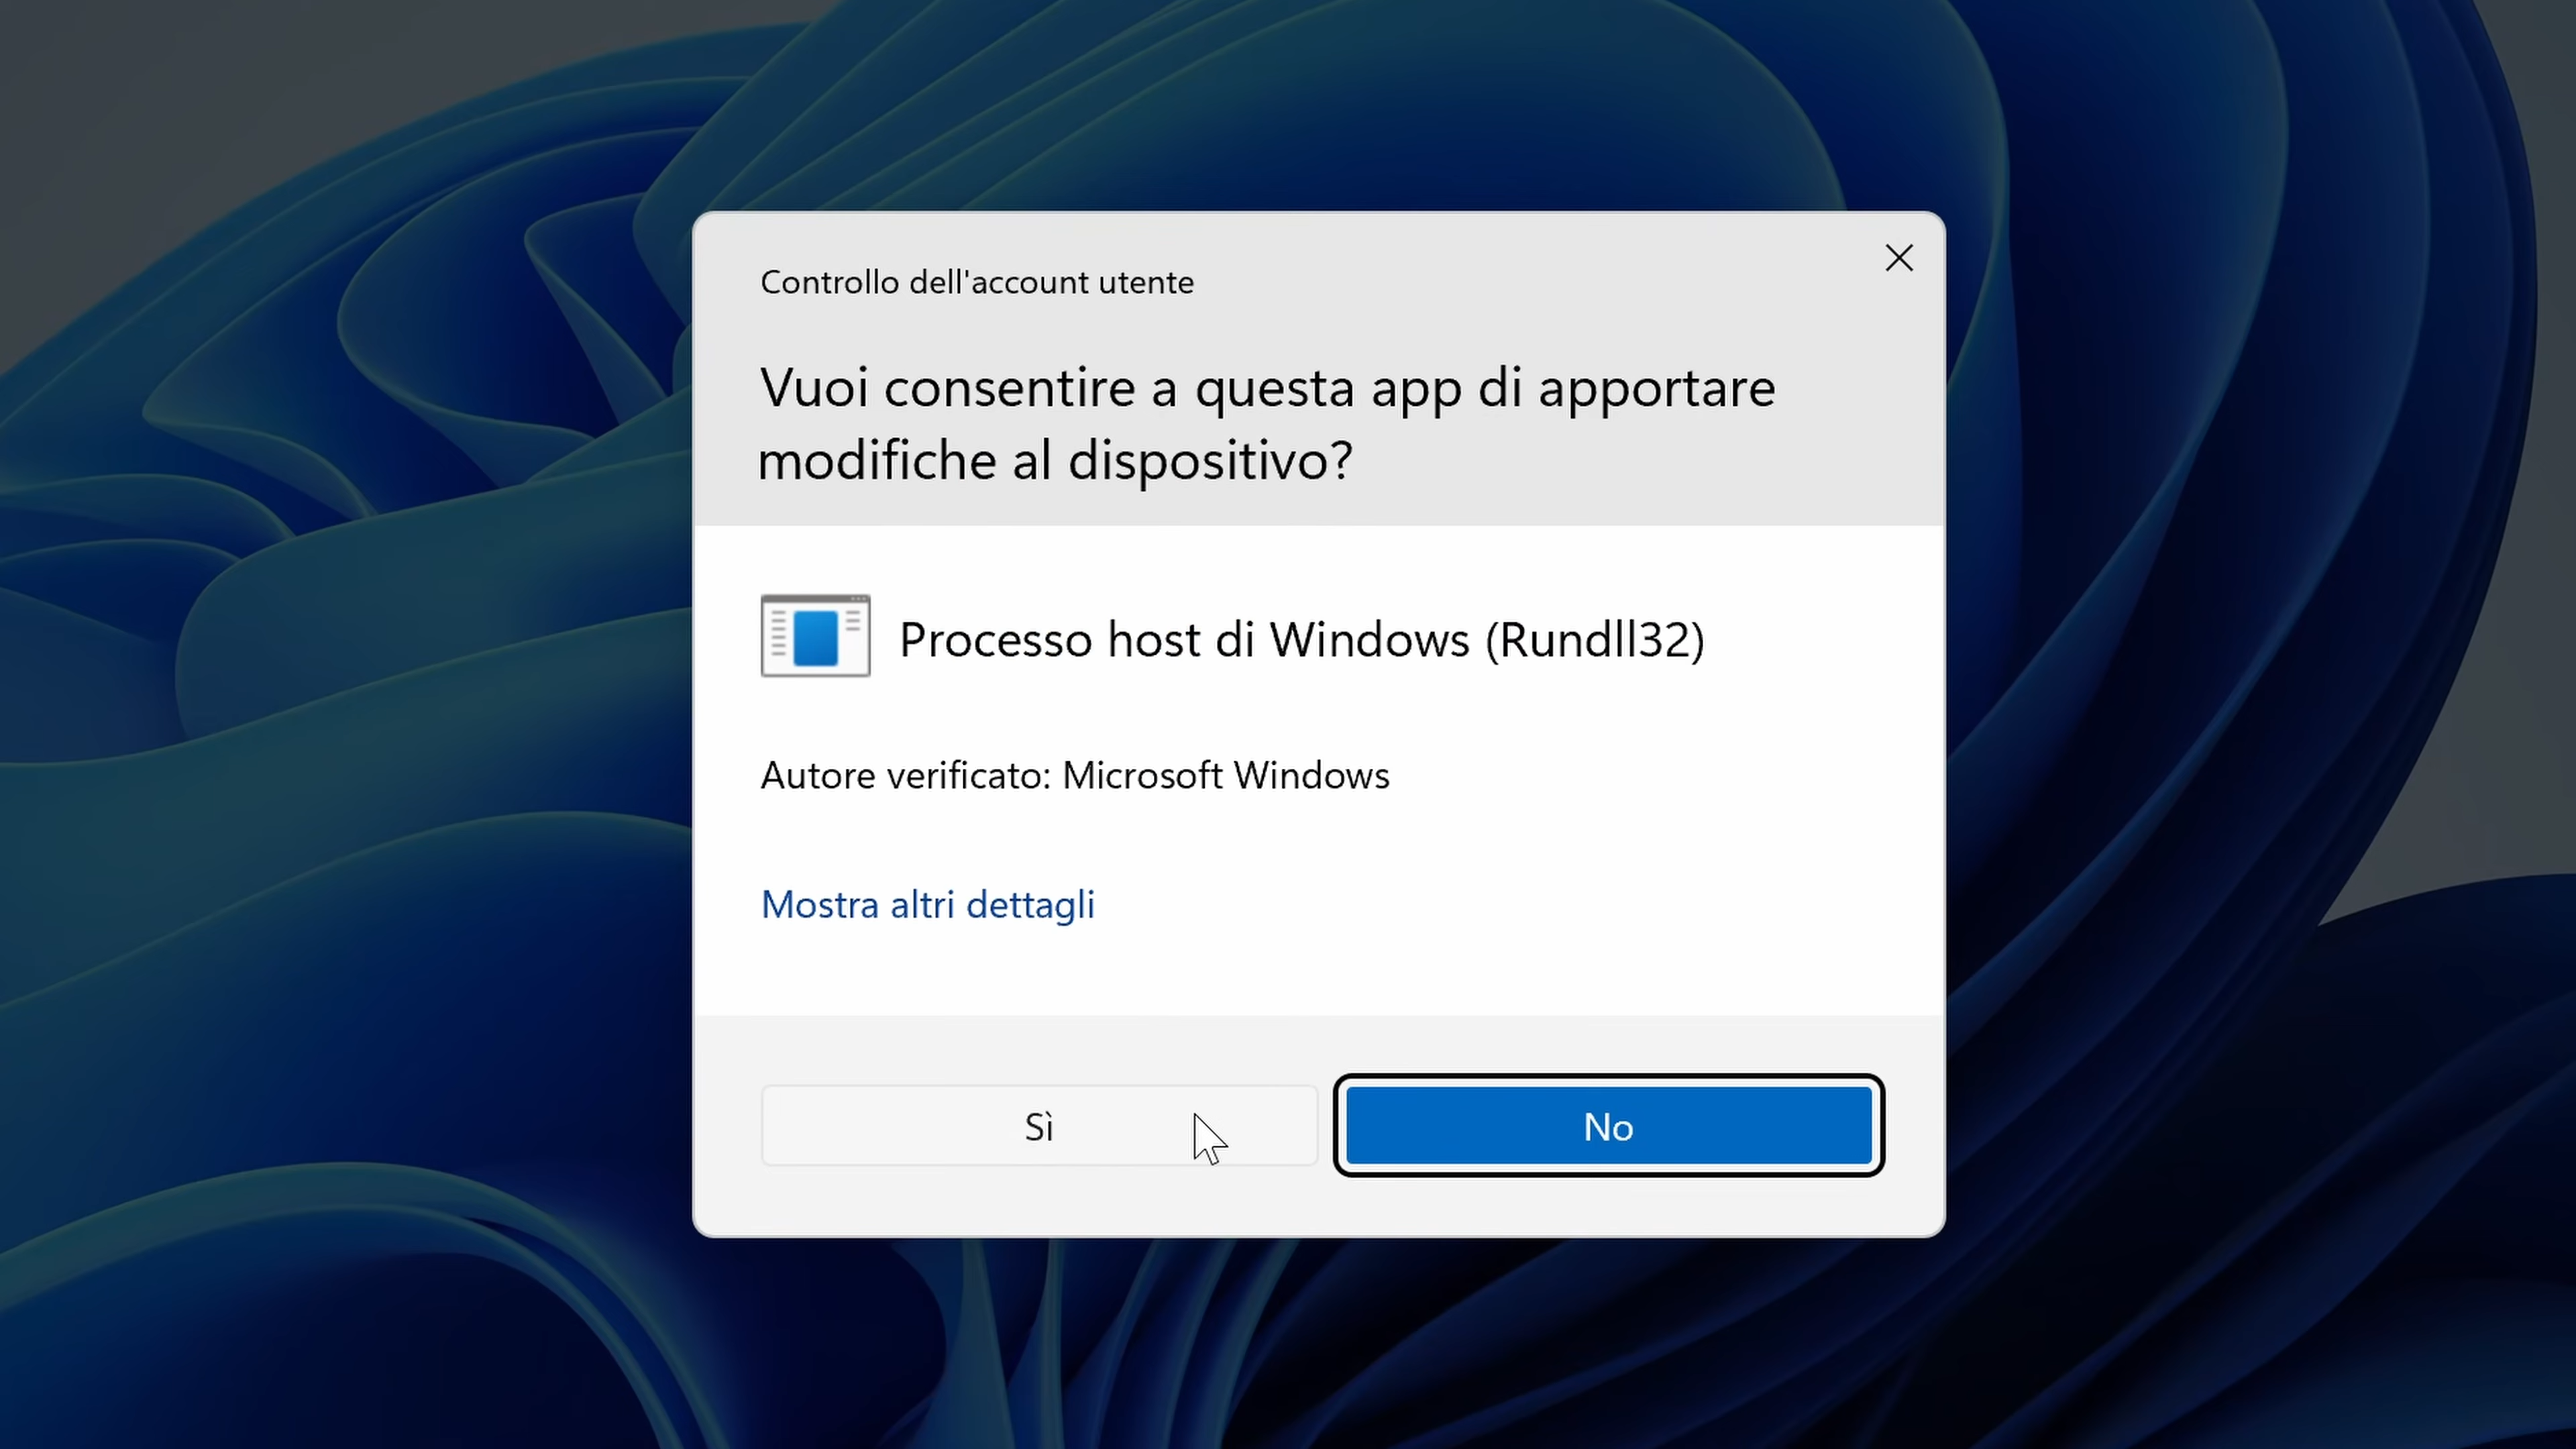 Controllo dell'account utente
Vuoi consentire a questa app di apportare
modifiche al dispositivo?
Processo host di Windows (Rundll32)
Autore verificato: Microsoft Windows
Mostra altri dettagli
Sì
No